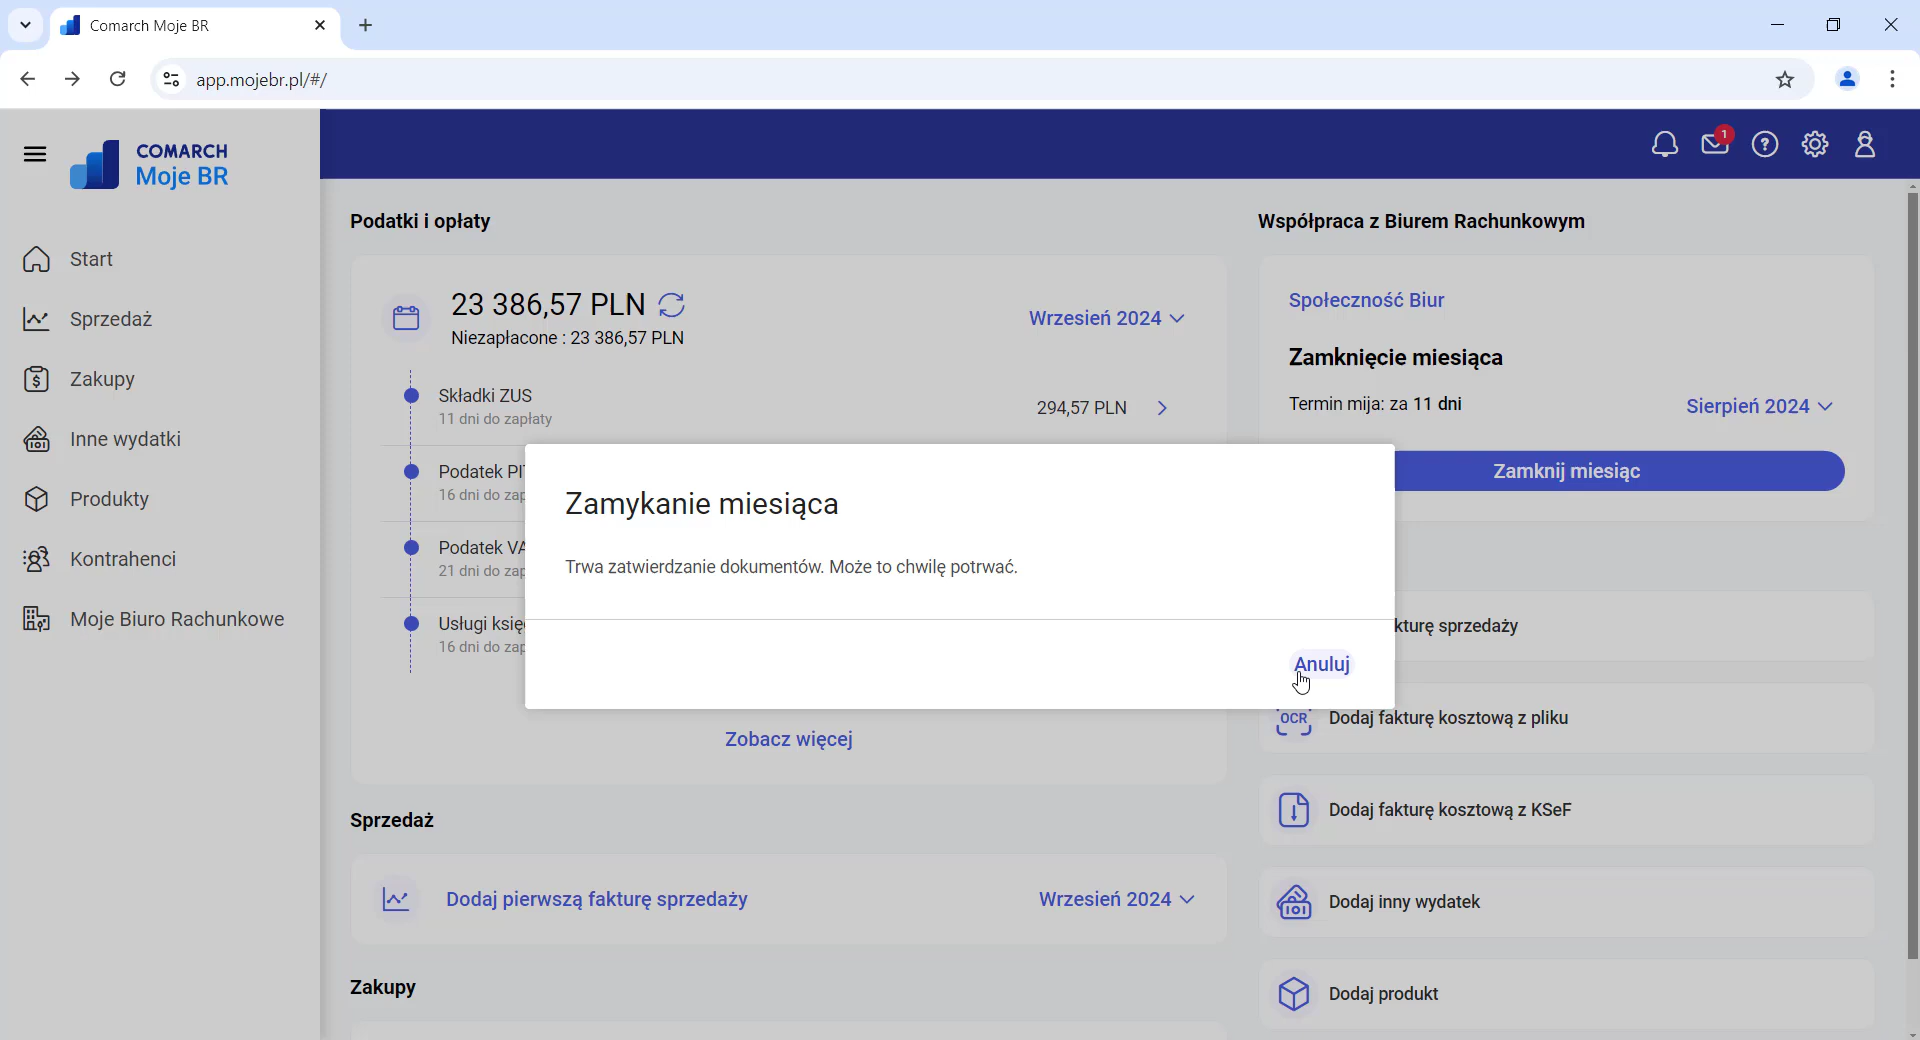 Comarch Moje BR
app.mojebr.pl/#/
COMARCH
Moje BR
1
Start
Sprzedaż
Zakupy
Inne wydatki
Produkty
Kontrahenci
Moje Biuro Rachunkowe
Podatki i opłaty
23 386,57 PLN
Niezapłacone : 23 386,57 PLN
Wrzesień 2024
Składki ZUS
11 dni do zapłaty
294,57 PLN
Podatek PI
16 dni do zap
Podatek VA
21 dni do zap
Usługi księ
16 dni do zap
Zobacz więcej
Zamykanie miesiąca
Trwa zatwierdzanie dokumentów. Może to chwilę potrwać.
Anuluj
Sprzedaż
Dodaj pierwszą fakturę sprzedaży
Wrzesień 2024
Zakupy
Współpraca z Biurem Rachunkowym
Społeczność Biur
Zamknięcie miesiąca
Termin mija: za 11 dni
Sierpień 2024
Zamknij miesiąc
kturę sprzedaży
OCR
Dodaj fakturę kosztową z pliku
Dodaj fakturę kosztową z KSeF
Dodaj inny wydatek
Dodaj produkt